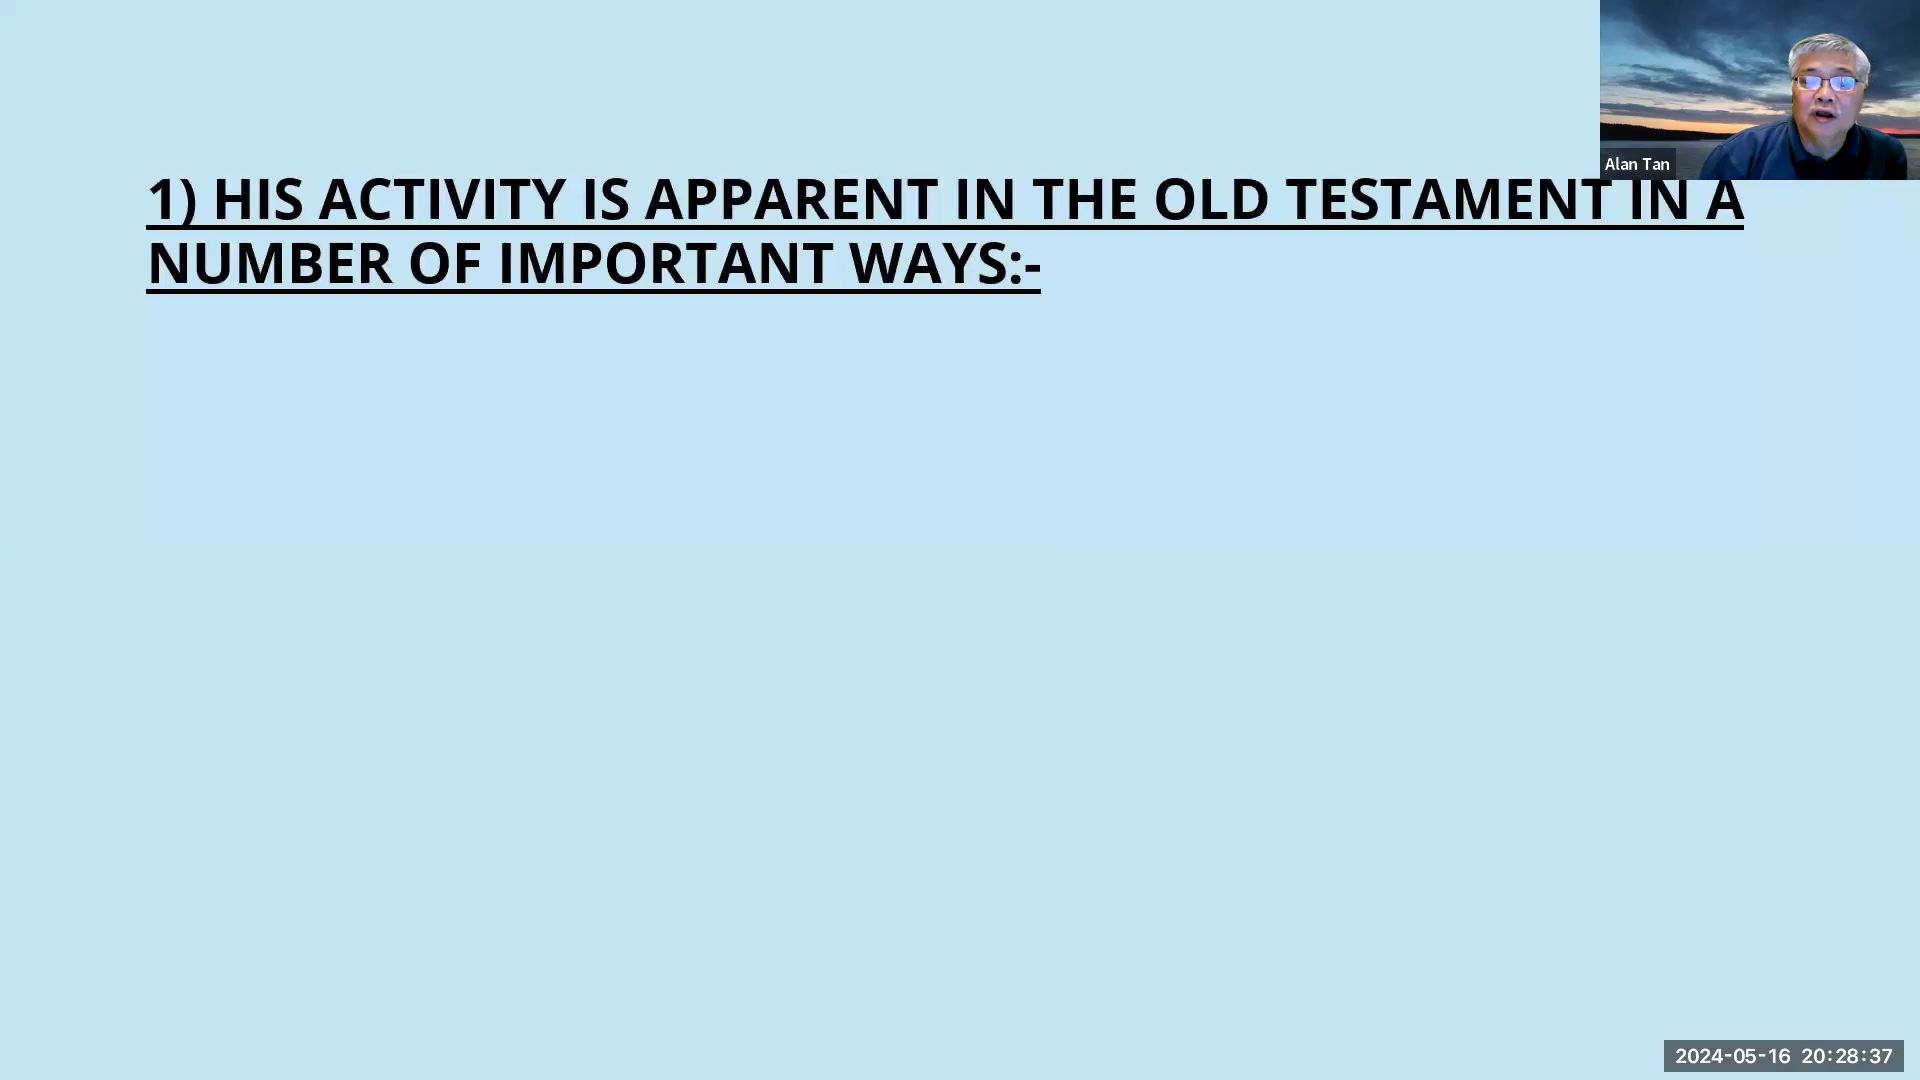 Alan Tan
1) HIS ACTIVITY IS APPARENT IN THE OLD TESTAMENT IN A
NUMBER OF IMPORTANT WAYS:-
2024-05-16 20:28:37